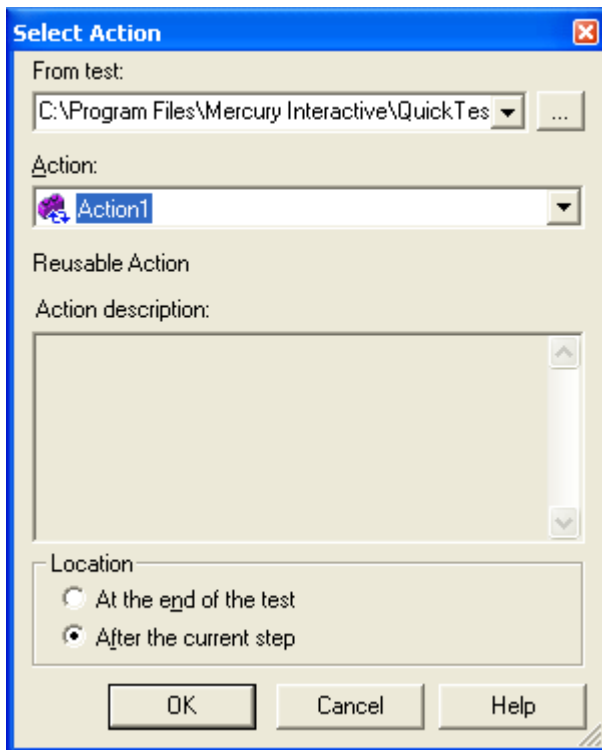 Select Action
From test:
C:\Program Files\Mercury Interactive\QuickTes
...
Action:
Action1
Reusable Action
Action description:
Location
At the end of the test
After the current step
OK Cancel Help